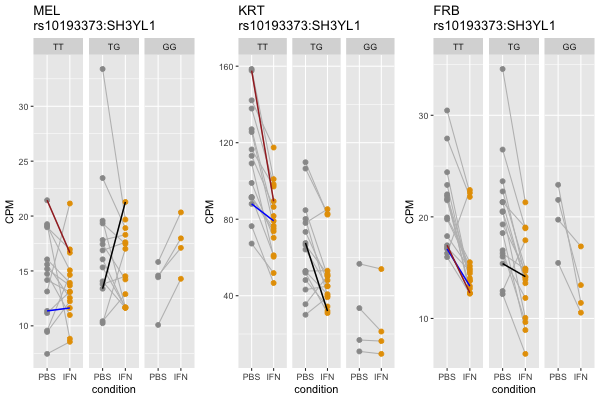 MEL
rs10193373:SH3YL1
TT TG GG
CPM
30
25
20
15
10
PBS IFN PBS IFN PBS IFN
condition
KRT
rs10193373:SH3YL1
TT TG GG
CPM
160
120
80
40
PBS IFN PBS IFN PBS IFN
condition
FRB
rs10193373:SH3YL1
TT TG GG
CPM
30
20
10
PBS IFN PBS IFN PBS IFN
condition